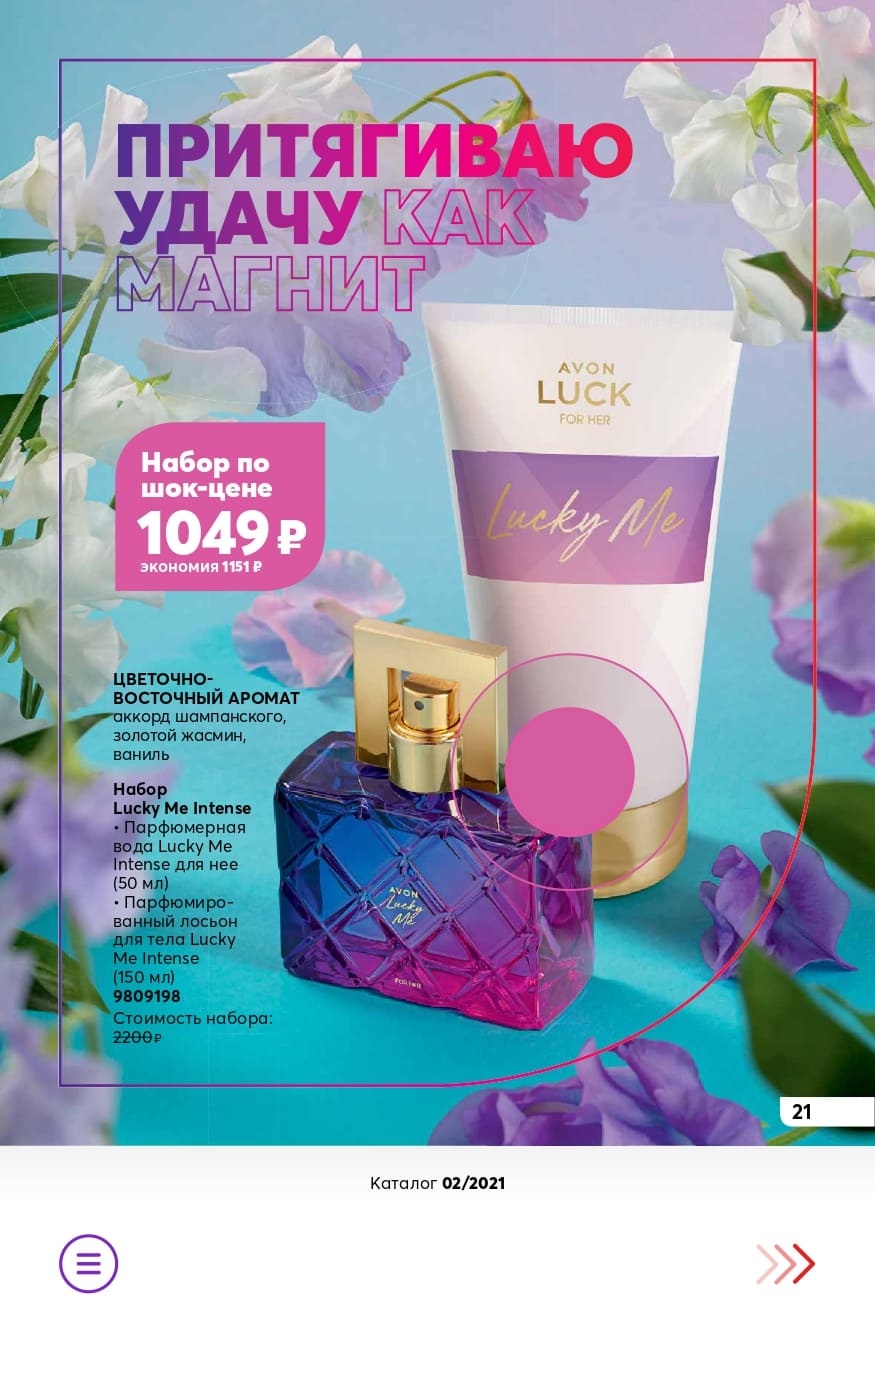 ПРИТЯГИВАЮ
УДАЧУ КАК
МАГНИТ
AVON
LUCK
FOR HER
Lucky Me
Набор по
шок-цене
1049 ₽
экономия 1151 ₽
ЦВЕТОЧНО-
ВОСТОЧНЫЙ АРОМАТ
аккорд шампанского,
золотой жасмин,
ваниль
Набор
Lucky Me Intense
• Парфюмерная
вода Lucky Me
Intense для нее
(50 мл)
• Парфюмиро-
ванный лосьон
для тела Lucky
Me Intense
(150 мл)
9809198
Стоимость набора:
2200 ₽
AVON
Lucky
Me
FOR HER
21
Каталог 02/2021